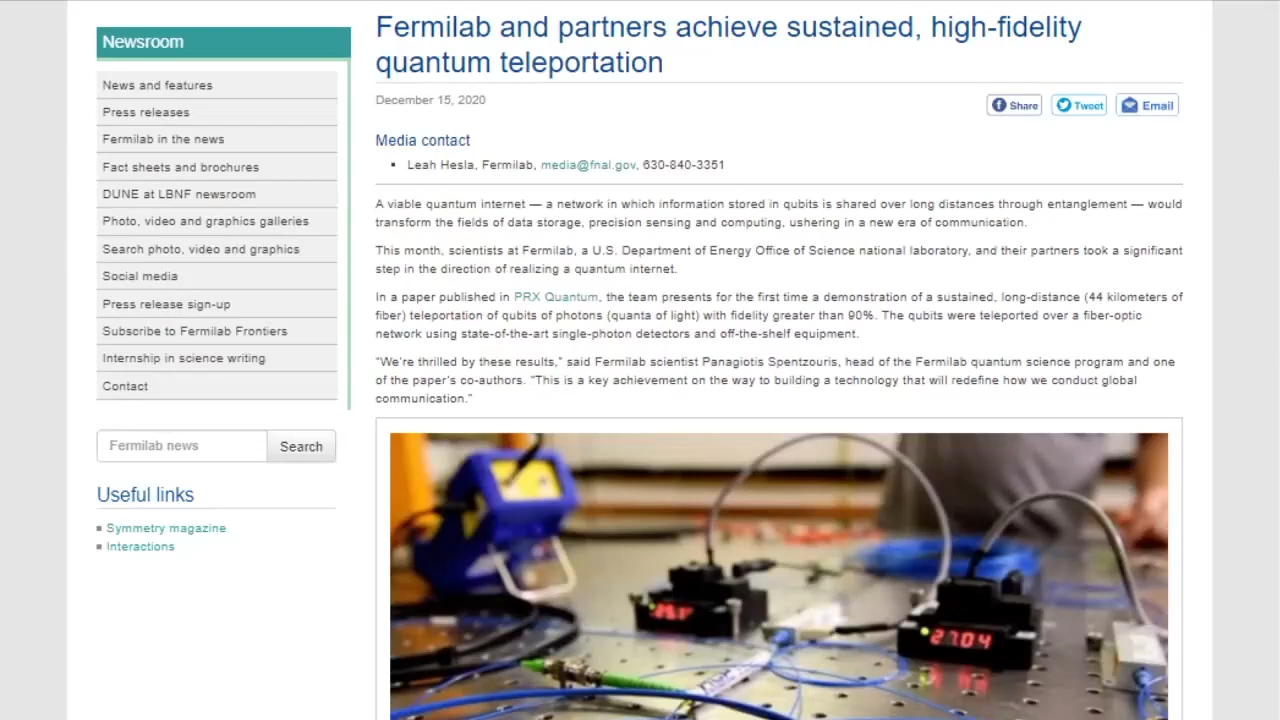 Newsroom
News and features
Press releases
Fermilab in the news
Fact sheets and brochures
DUNE at LBNF newsroom
Photo, video and graphics galleries
Search photo, video and graphics
Social media
Press release sign-up
Subscribe to Fermilab Frontiers
Internship in science writing
Contact
Fermilab news
Search
Useful links
Symmetry magazine
Interactions
Fermilab and partners achieve sustained, high-fidelity
quantum teleportation
December 15, 2020
Share
Tweet
Email
Media contact
Leah Hesla, Fermilab, media@fnal.gov, 630-840-3351
A viable quantum internet — a network in which information stored in qubits is shared over long distances through entanglement — would
transform the fields of data storage, precision sensing and computing, ushering in a new era of communication.
This month, scientists at Fermilab, a U.S. Department of Energy Office of Science national laboratory, and their partners took a significant
step in the direction of realizing a quantum internet.
In a paper published in PRX Quantum, the team presents for the first time a demonstration of a sustained, long-distance (44 kilometers of
fiber) teleportation of qubits of photons (quanta of light) with fidelity greater than 90%. The qubits were teleported over a fiber-optic
network using state-of-the-art single-photon detectors and off-the-shelf equipment.
“We’re thrilled by these results,” said Fermilab scientist Panagiotis Spentzouris, head of the Fermilab quantum science program and one
of the paper’s co-authors. “This is a key achievement on the way to building a technology that will redefine how we conduct global
communication.”
2704